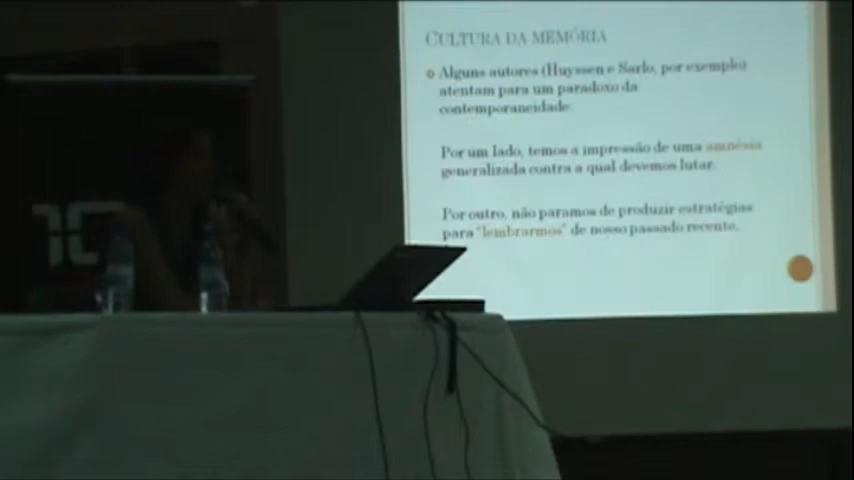 CULTURA DA MEMÓRIA
Alguns autores (Huyssen e Sarlo, por exemplo)
atentam para um paradoxo da
contemporaneidade.
Por um lado, temos a impressão de uma amnésia
generalizada contra a qual devemos lutar.
Por outro, não paramos de produzir estratégias
para "lembrarmos" de nosso passado recente.